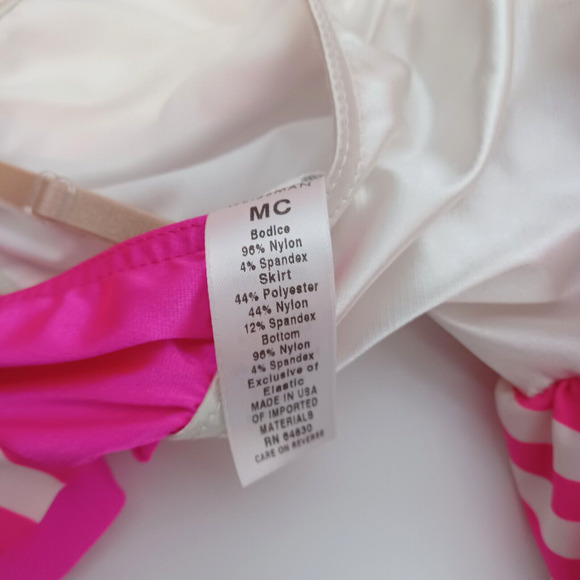 MC
Bodice
96% Nylon
4% Spandex
Skirt
44% Polyester
44% Nylon
12% Spandex
Bottom
96% Nylon
4% Spandex
Exclusive of
Elastic
MADE IN USA
OF IMPORTED
MATERIALS
RN 64630
CARE ON REVERSE